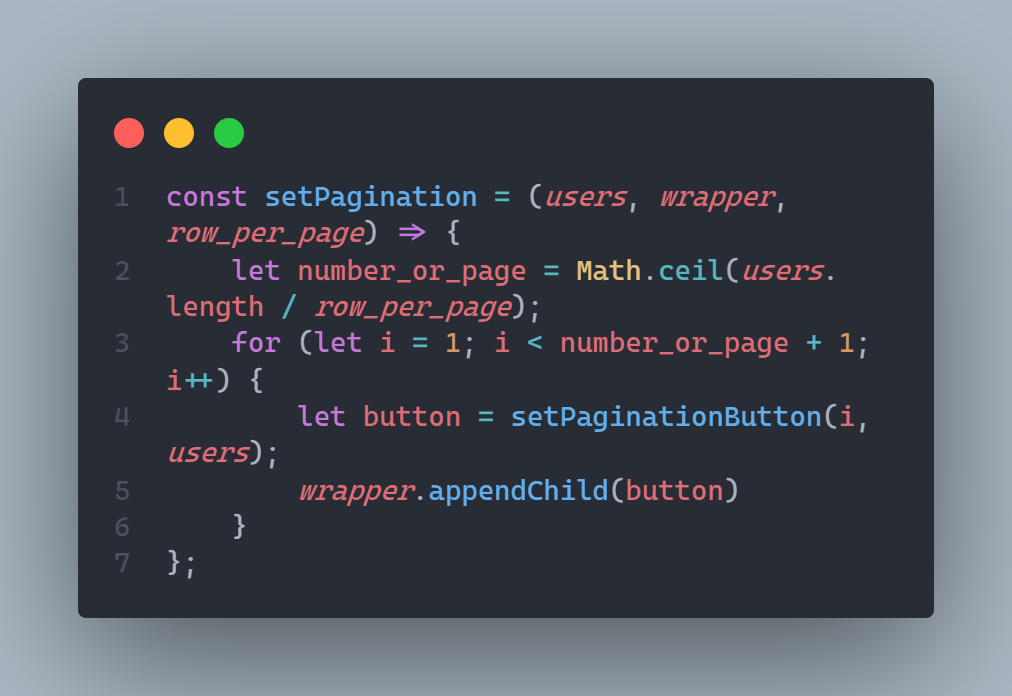 1 const setPagination = (users, wrapper,
row_per_page) => {
2     let number_or_page = Math.ceil(users.
length / row_per_page);
3     for (let i = 1; i < number_or_page + 1;
i++) {
4         let button = setPaginationButton(i,
users);
5         wrapper.appendChild(button)
6     }
7 };